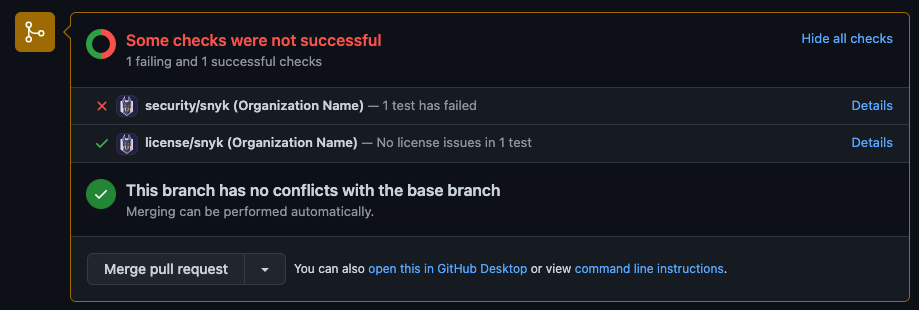 Some checks were not successful
Hide all checks
1 failing and 1 successful checks
security/snyk (Organization Name) — 1 test has failed
Details
license/snyk (Organization Name) — No license issues in 1 test
Details
This branch has no conflicts with the base branch
Merging can be performed automatically.
Merge pull request
You can also open this in GitHub Desktop or view command line instructions.